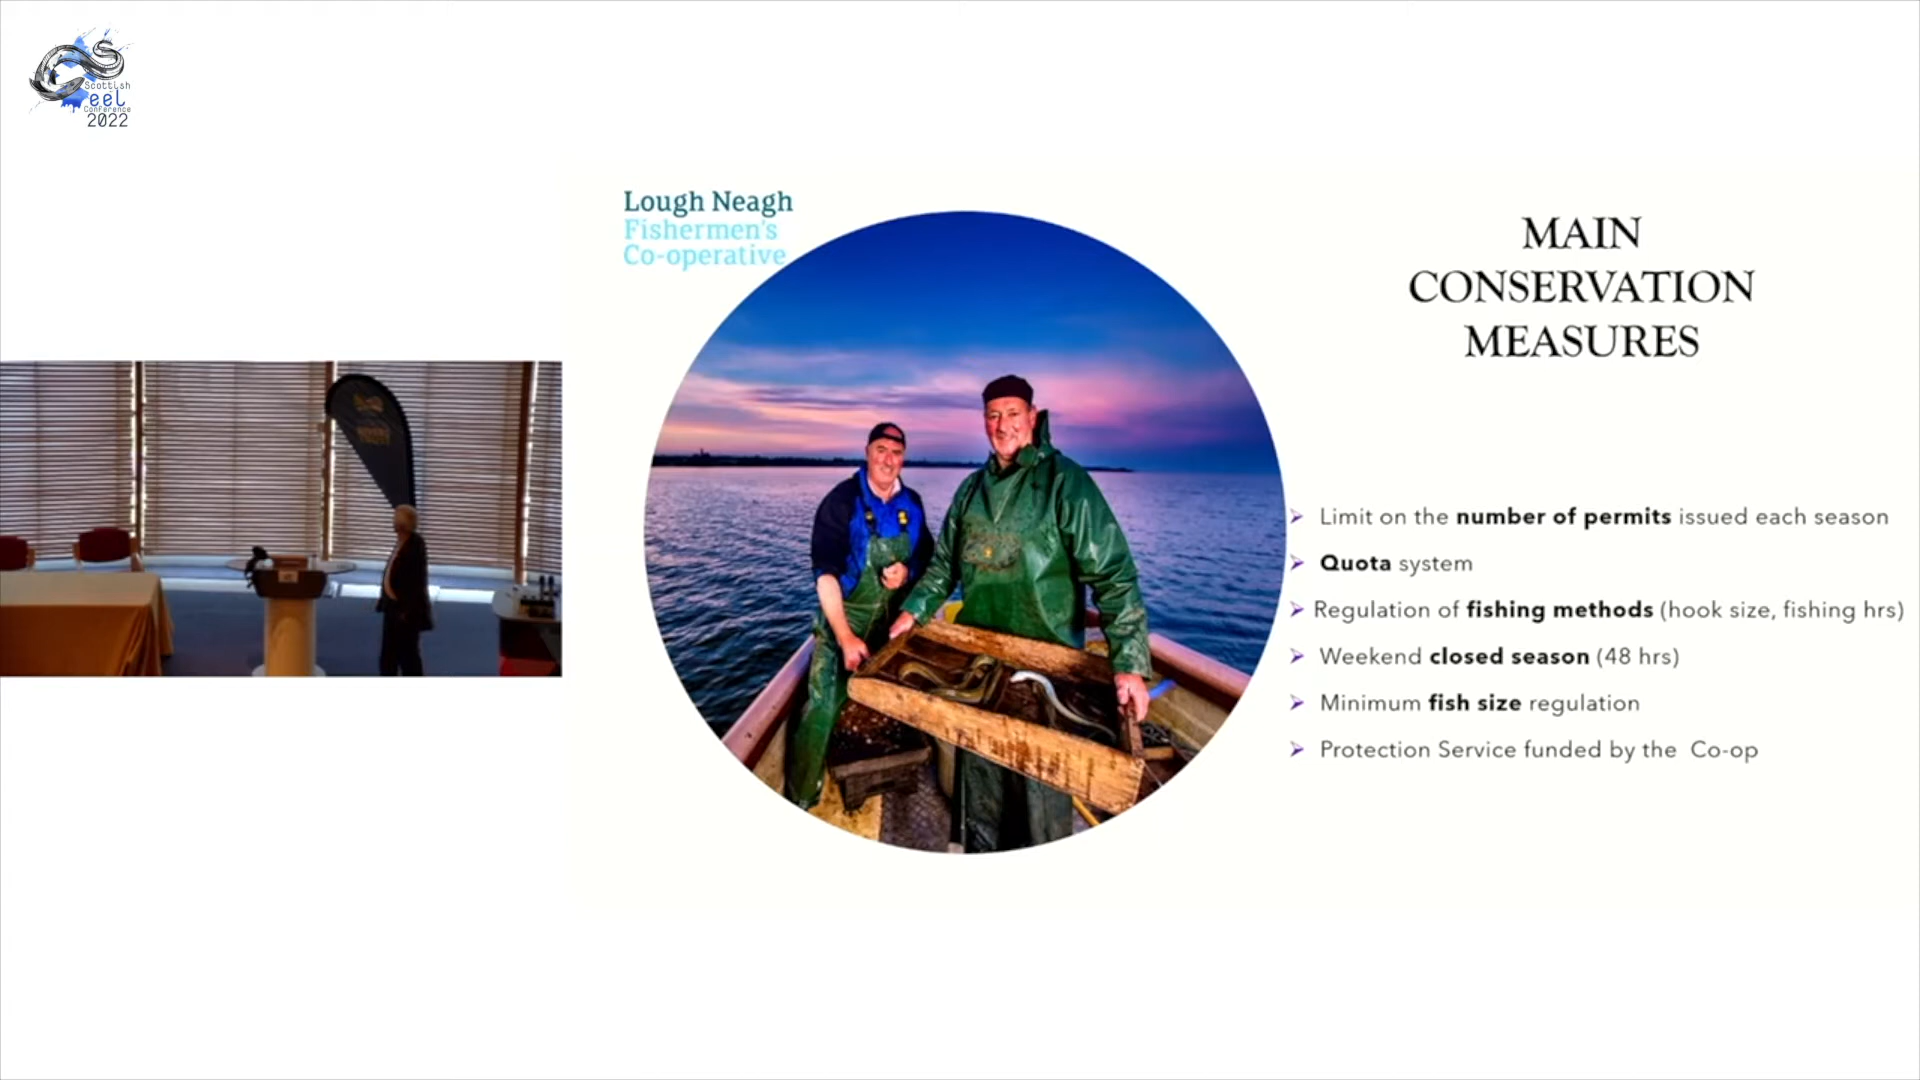 Scottish
eel
Conference
2022
Lough Neagh
Fishermen's
Co-operative
MAIN
CONSERVATION
MEASURES
Limit on the number of permits issued each season
Quota system
Regulation of fishing methods (hook size, fishing hrs)
Weekend closed season (48 hrs)
Minimum fish size regulation
Protection Service funded by the Co-op